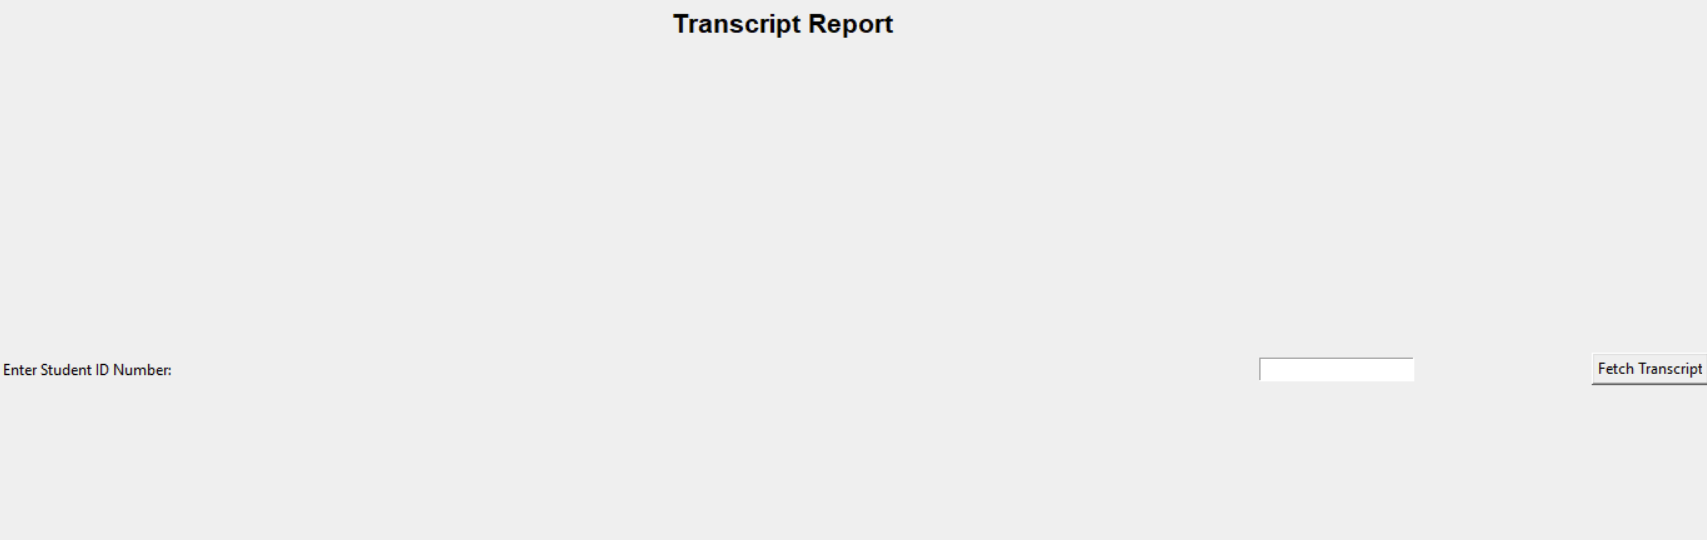 Transcript Report
Enter Student ID Number:
Fetch Transcript